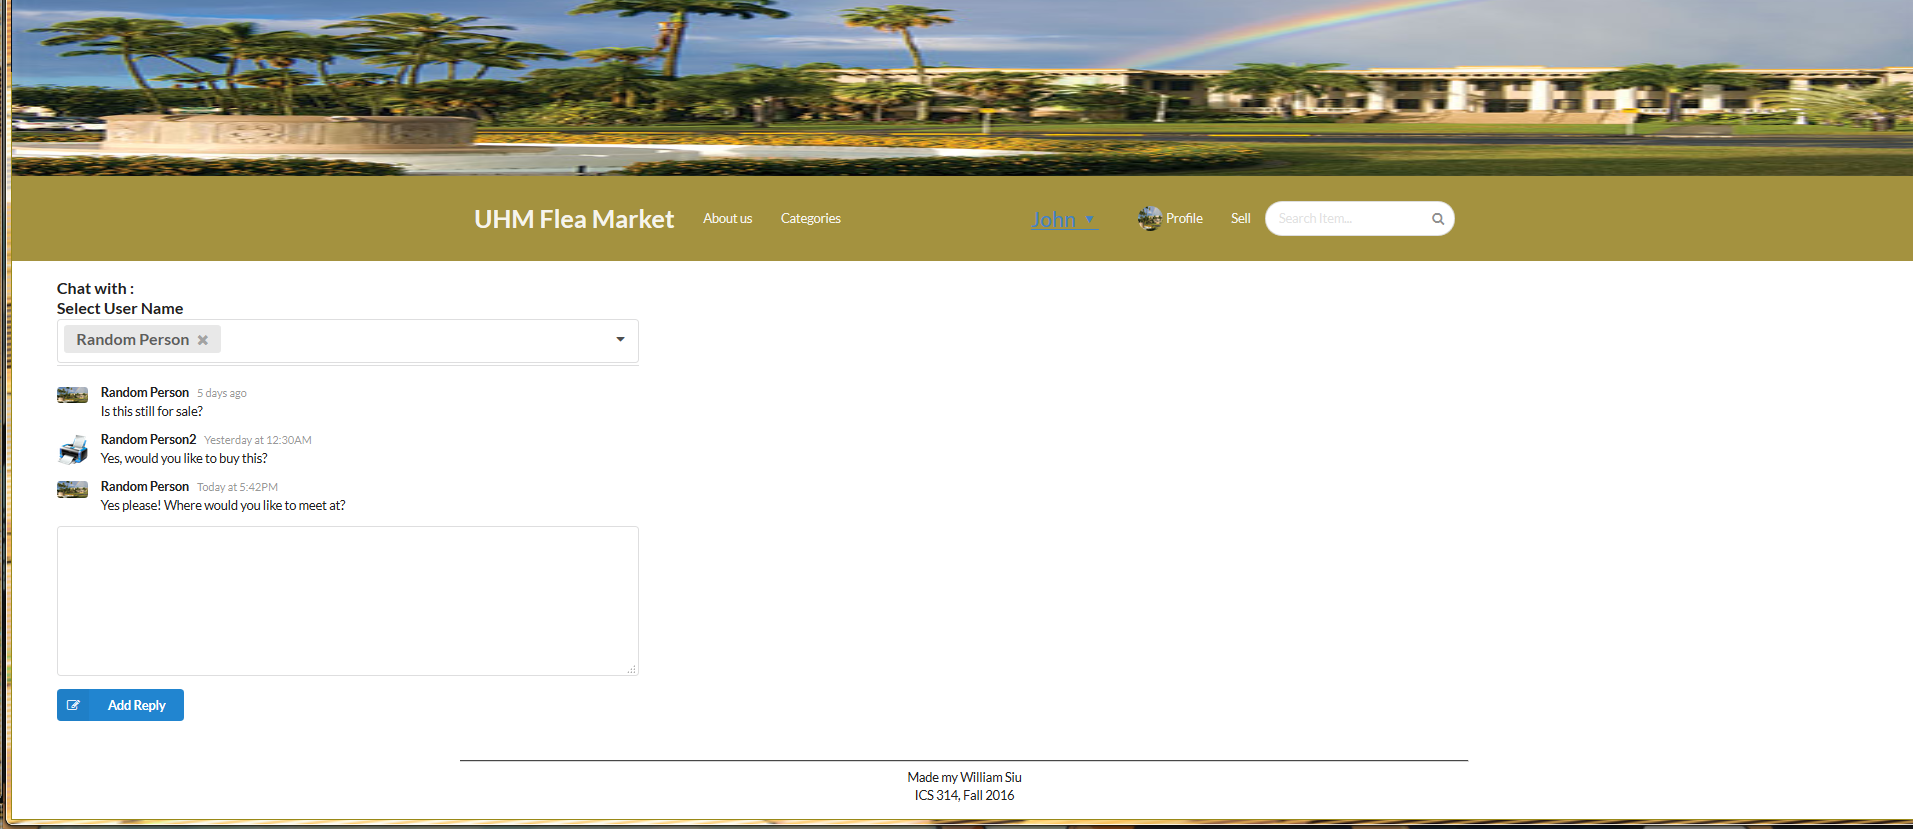 UHM Flea Market About us Categories John Profile Sell Search Item...
Chat with :
Select User Name
Random Person
Random Person 5 days ago
Is this still for sale?
Random Person2 Yesterday at 12:30AM
Yes, would you like to buy this?
Random Person Today at 5:42PM
Yes please! Where would you like to meet at?
Add Reply
Made my William Siu
ICS 314, Fall 2016